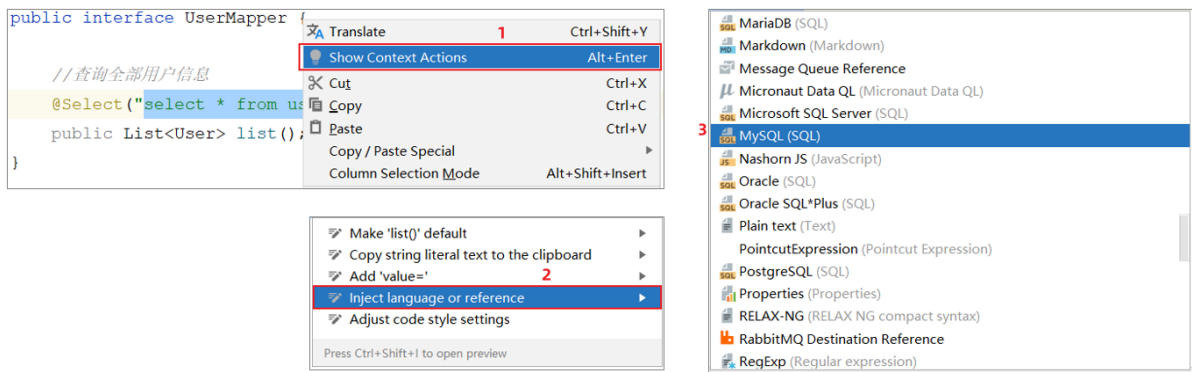 public interface UserMapper {
//查询全部用户信息
@Select("select * from us
public List<User> list();
}
Translate 1 Ctrl+Shift+Y
Show Context Actions Alt+Enter
Cut Ctrl+X
Copy Ctrl+C
Paste Ctrl+V
Copy / Paste Special
Column Selection Mode Alt+Shift+Insert
Make 'list()' default
Copy string literal text to the clipboard
Add 'value=' 2
Inject language or reference
Adjust code style settings
Press Ctrl+Shift+I to open preview
MariaDB (SQL)
Markdown (Markdown)
Message Queue Reference
Micronaut Data QL (Micronaut Data QL)
Microsoft SQL Server (SQL)
3 MySQL (SQL)
Nashorn JS (JavaScript)
Oracle (SQL)
Oracle SQL*Plus (SQL)
Plain text (Text)
PointcutExpression (Pointcut Expression)
PostgreSQL (SQL)
Properties (Properties)
RELAX-NG (RELAX NG compact syntax)
RabbitMQ Destination Reference
RegExp (Regular expression)